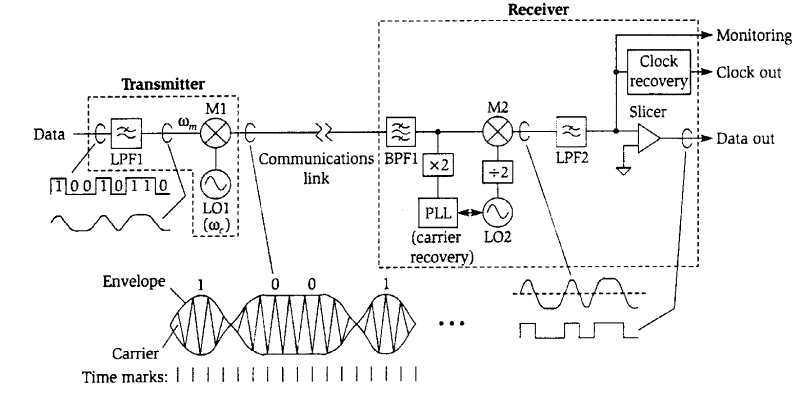 Receiver
Monitoring
Clock
recovery
Clock out
Transmitter
M1
M2
Slicer
Data
ωm
Data out
LPF1
Communications
link
BPF1
×2
÷2
LPF2
1 0 0 1 0 1 1 0
LO1
(ωc)
PLL
LO2
(carrier
recovery)
Envelope
1 0 0 1
Carrier
Time marks: